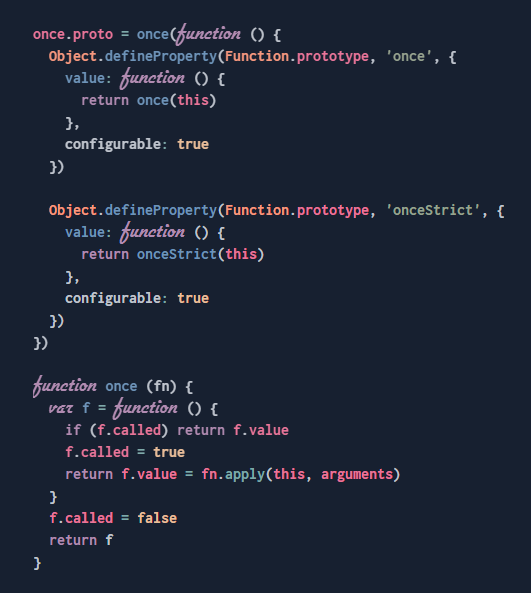 once.proto = once(function () {
  Object.defineProperty(Function.prototype, 'once', {
    value: function () {
      return once(this)
    },
    configurable: true
  })

  Object.defineProperty(Function.prototype, 'onceStrict', {
    value: function () {
      return onceStrict(this)
    },
    configurable: true
  })
})

function once (fn) {
  var f = function () {
    if (f.called) return f.value
    f.called = true
    return f.value = fn.apply(this, arguments)
  }
  f.called = false
  return f
}